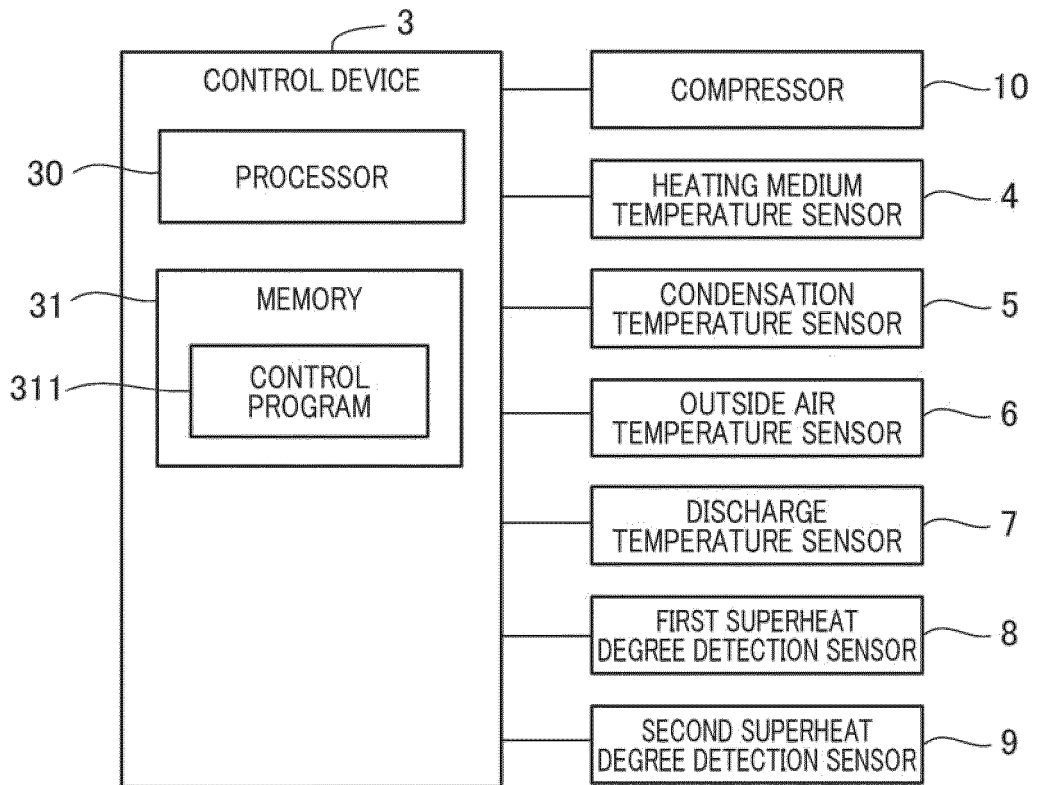 3
CONTROL DEVICE
30
PROCESSOR
31
MEMORY
311
CONTROL
PROGRAM
COMPRESSOR
10
HEATING MEDIUM
TEMPERATURE SENSOR
4
CONDENSATION
TEMPERATURE SENSOR
5
OUTSIDE AIR
TEMPERATURE SENSOR
6
DISCHARGE
TEMPERATURE SENSOR
7
FIRST SUPERHEAT
DEGREE DETECTION SENSOR
8
SECOND SUPERHEAT
DEGREE DETECTION SENSOR
9